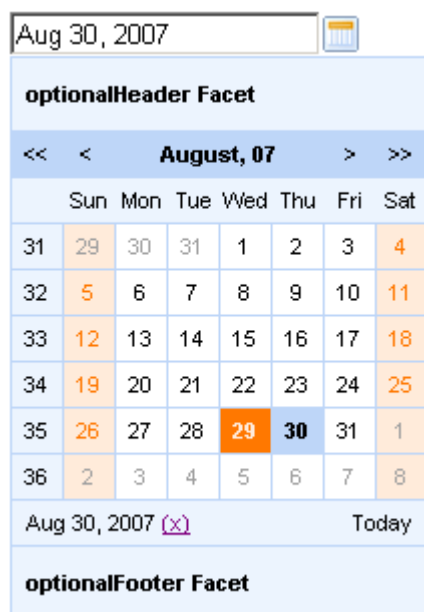 Aug 30, 2007
optionalHeader Facet
<< < August, 07 > >>
Sun Mon Tue Wed Thu Fri Sat
31 29 30 31 1 2 3 4
32 5 6 7 8 9 10 11
33 12 13 14 15 16 17 18
34 19 20 21 22 23 24 25
35 26 27 28 29 30 31 1
36 2 3 4 5 6 7 8
Aug 30, 2007 (x) Today
optionalFooter Facet